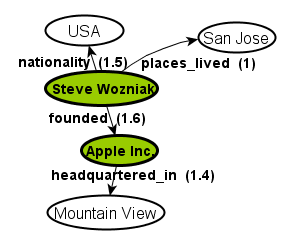 USA
San Jose
nationality (1.5) places_lived (1)
Steve Wozniak
founded (1.6)
Apple Inc.
headquartered_in (1.4)
Mountain View